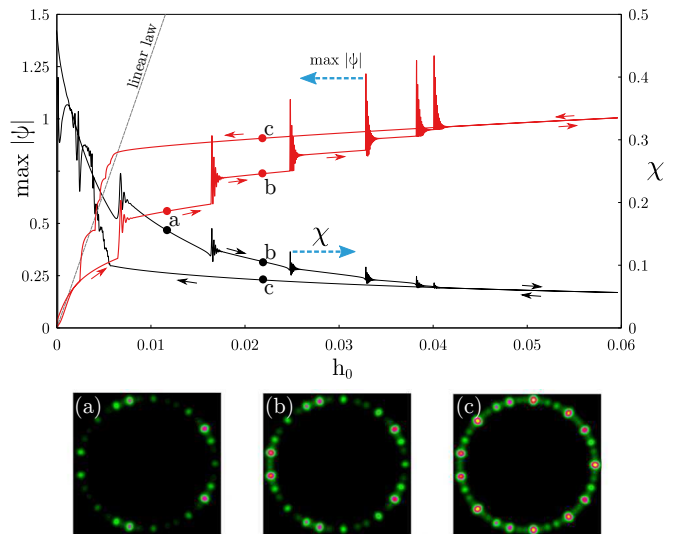 1.5
1.25
1
0.75
0.5
0.25
0
max |ψ|
0.5
0.4
0.3
0.2
0.1
0
χ
linear law
max |ψ|
c
b
a
χ
b
c
0 0.01 0.02 0.03 0.04 0.05 0.06
h₀
(a) (b) (c)